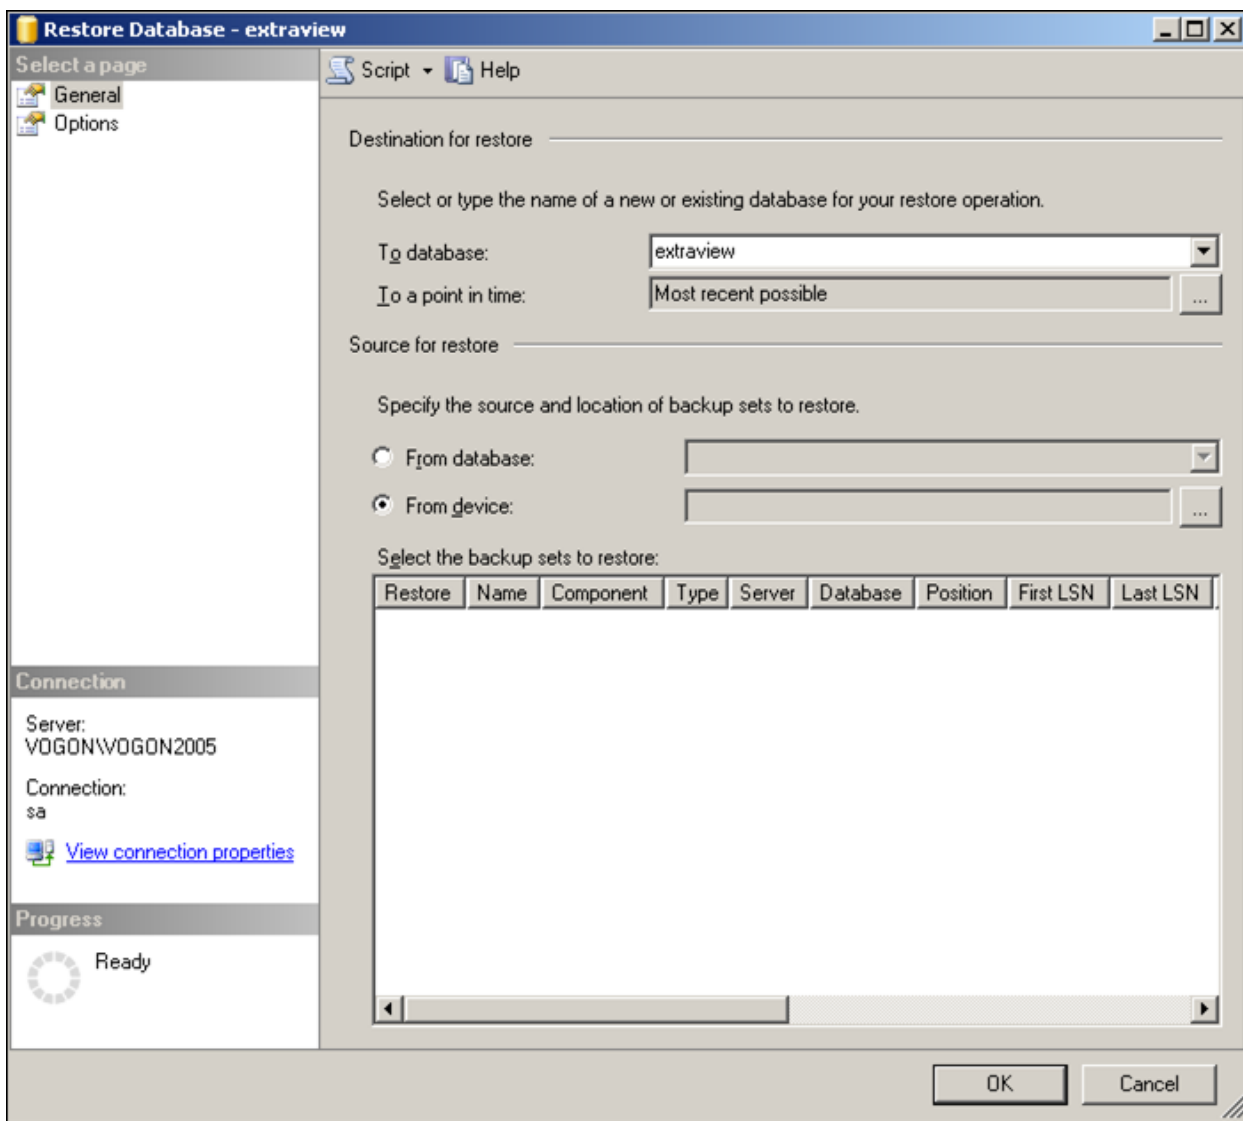 Restore Database - extraview
Select a page
General
Options
Script
Help
Destination for restore
Select or type the name of a new or existing database for your restore operation.
To database:
extraview
To a point in time:
Most recent possible
...
Source for restore
Specify the source and location of backup sets to restore.
From database:
From device:
...
Select the backup sets to restore:
Restore Name Component Type Server Database Position First LSN Last LSN
Connection
Server:
VOGON\VOGON2005
Connection:
sa
View connection properties
Progress
Ready
OK
Cancel